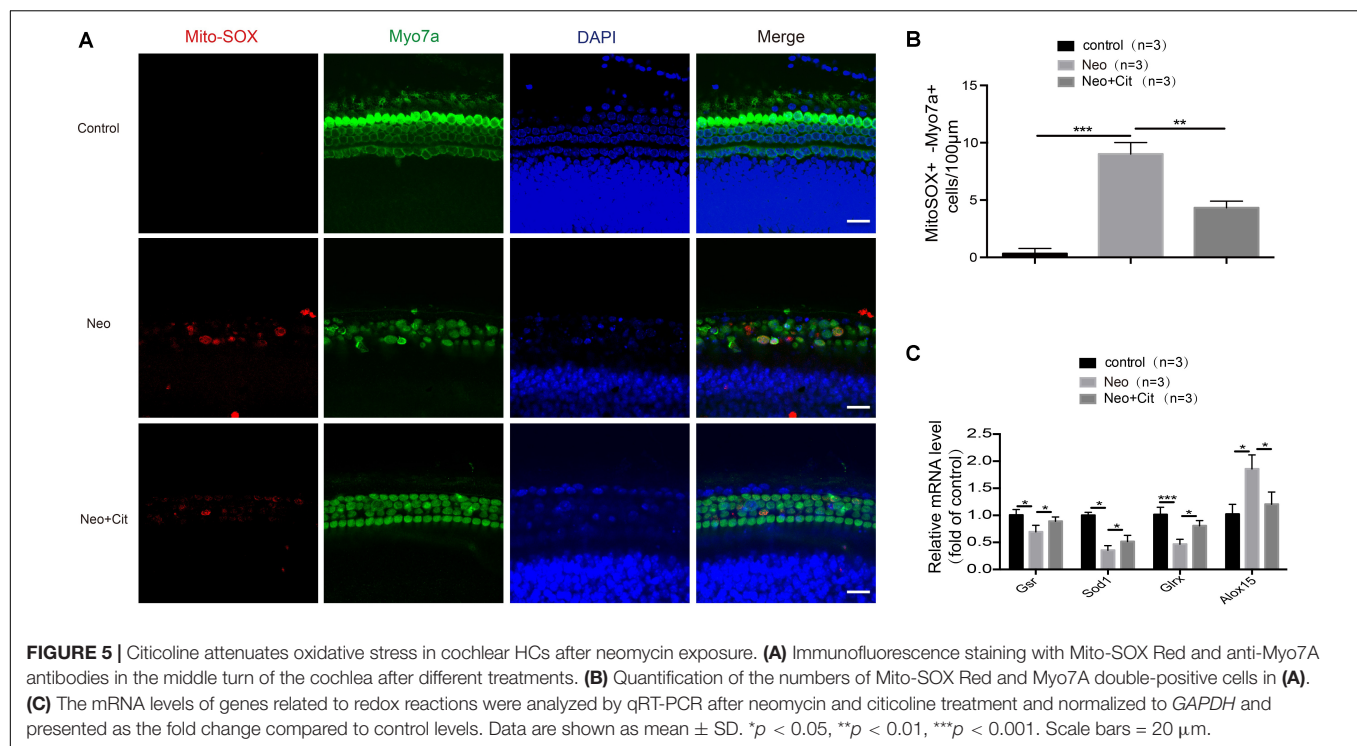 A
Mito-SOX Myo7a DAPI Merge
Control
Neo
Neo+Cit
B
control (n=3)
Neo (n=3)
Neo+Cit (n=3)
MitoSOX+ -Myo7a+
cells/100μm
15
10
5
0
***
**
C
control (n=3)
Neo (n=3)
Neo+Cit (n=3)
Relative mRNA level
(fold of control)
2.5
2.0
1.5
1.0
0.5
0.0
* * * * *** * * *
Gsr Sod1 Glrx Alox15
FIGURE 5 | Citicoline attenuates oxidative stress in cochlear HCs after neomycin exposure. (A) Immunofluorescence staining with Mito-SOX Red and anti-Myo7A
antibodies in the middle turn of the cochlea after different treatments. (B) Quantification of the numbers of Mito-SOX Red and Myo7A double-positive cells in (A).
(C) The mRNA levels of genes related to redox reactions were analyzed by qRT-PCR after neomycin and citicoline treatment and normalized to GAPDH and
presented as the fold change compared to control levels. Data are shown as mean ± SD. *p < 0.05, **p < 0.01, ***p < 0.001. Scale bars = 20 μm.